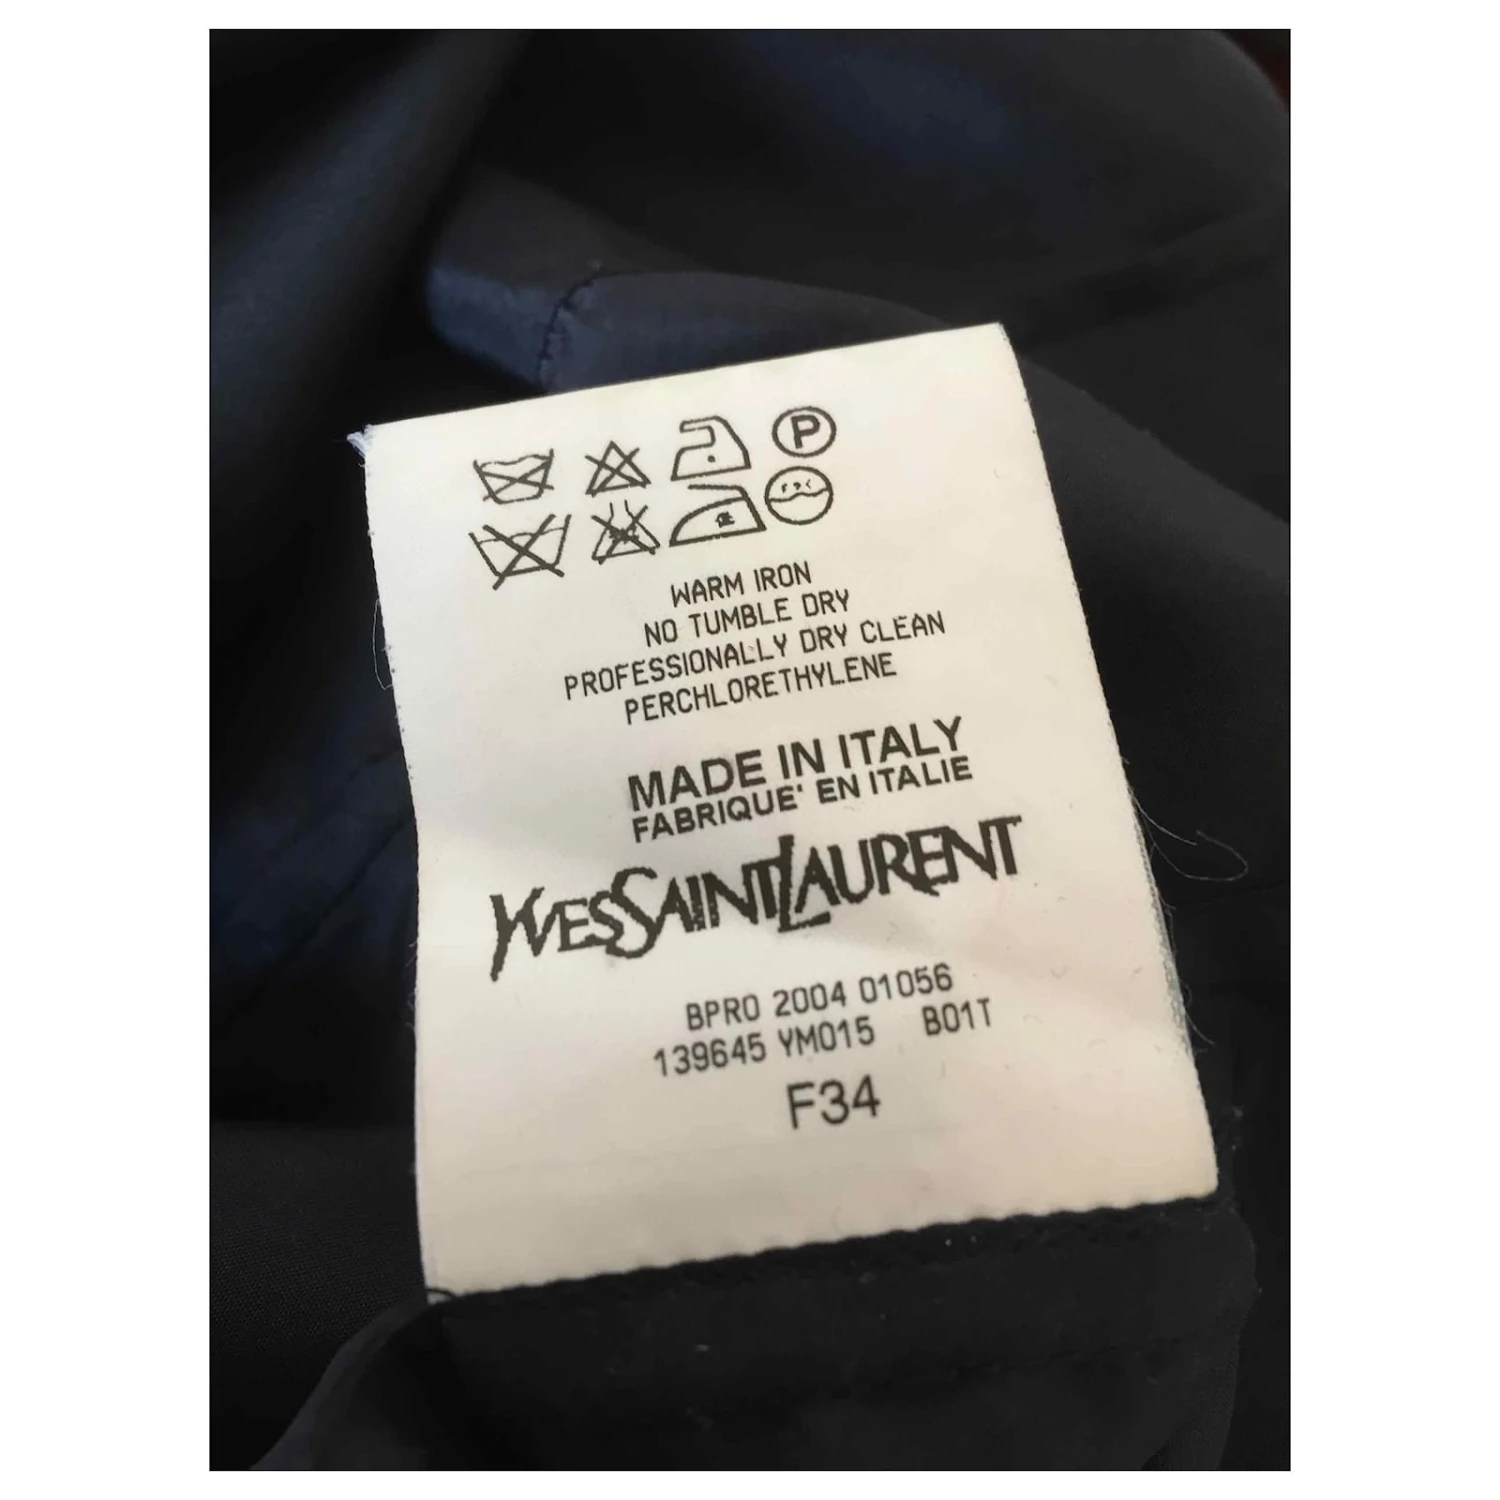 P
WARM IRON
NO TUMBLE DRY
PROFESSIONALLY DRY CLEAN
PERCHLORETHYLENE
MADE IN ITALY
FABRIQUE' EN ITALIE
YVESSAINTLAURENT
BPRO 2004 01056
139645 YM015 B01T
F34